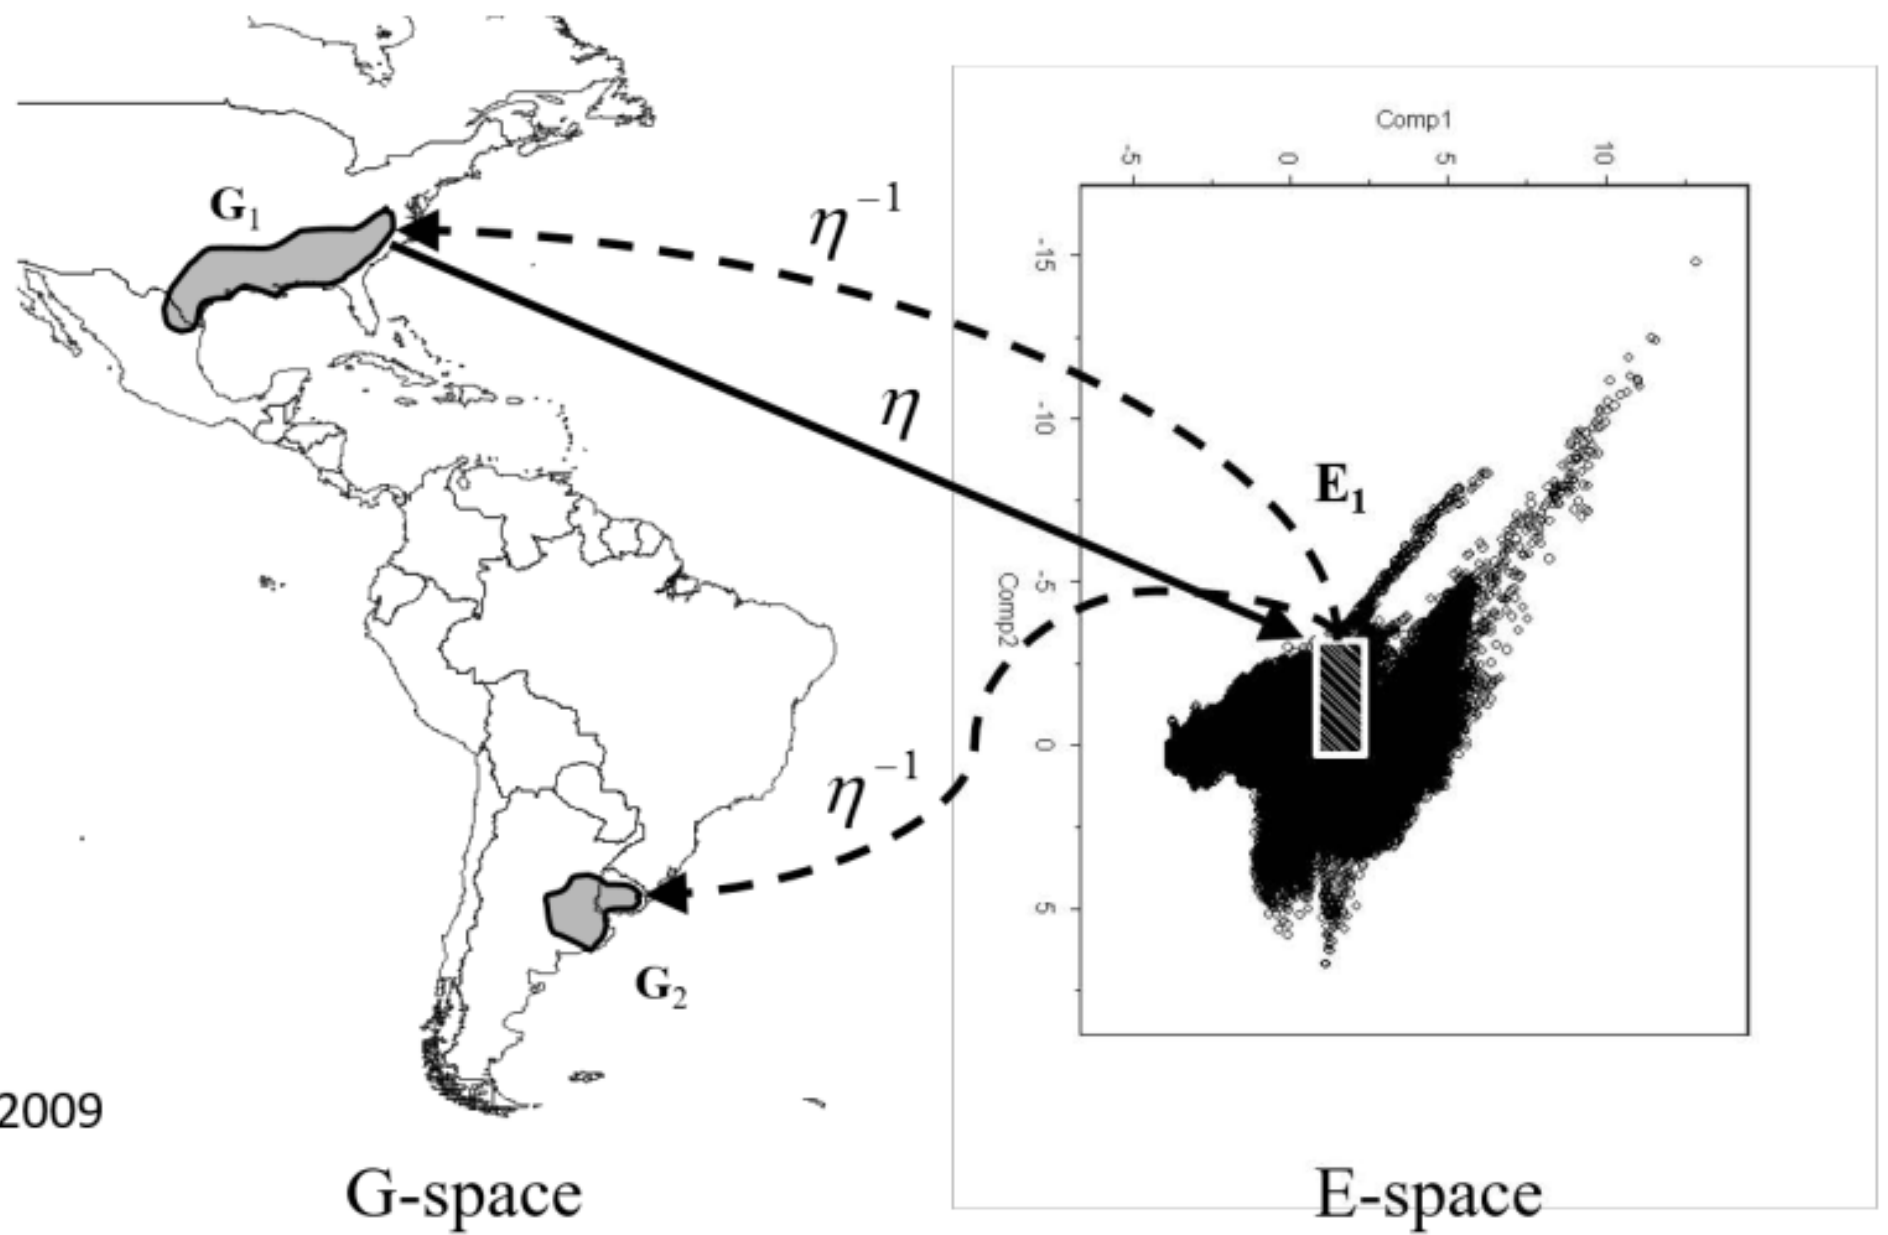 G₁
η⁻¹
η
η⁻¹
G₂
2009
G-space
Comp1
-5
0
5
10
Comp2
-15
-10
-5
0
5
E₁
E-space